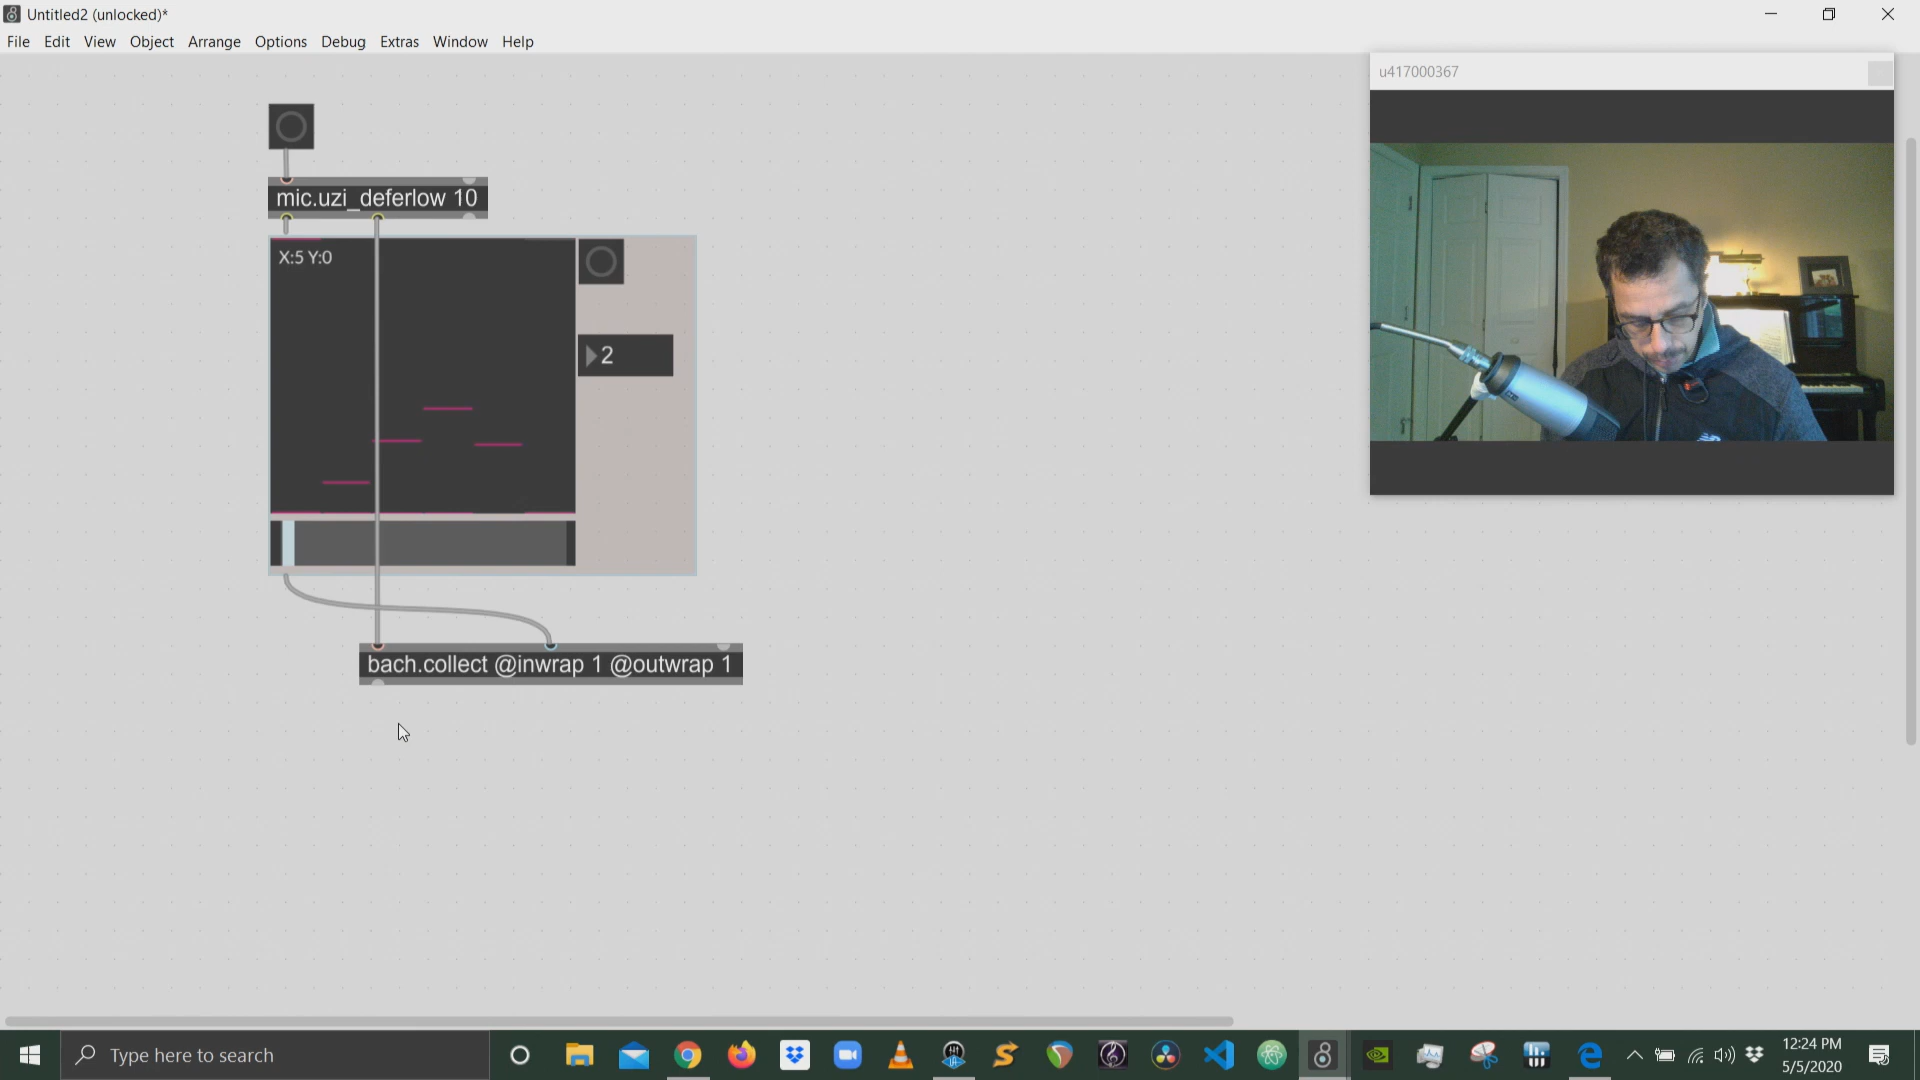 Untitled2 (unlocked)*
File Edit View Object Arrange Options Debug Extras Window Help
u417000367
mic.uzi_deferlow 10
X:5 Y:0
2
bach.collect @inwrap 1 @outwrap 1
Type here to search
12:24 PM
5/5/2020